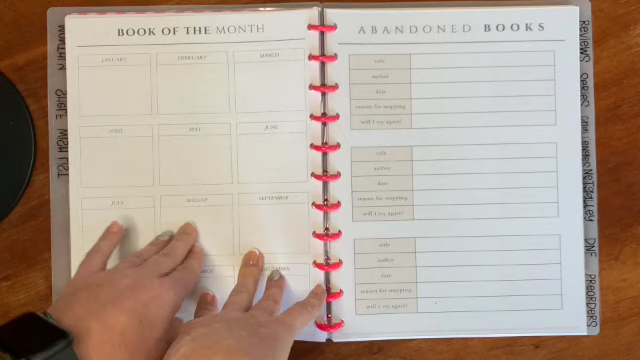 BOOK OF THE MONTH
JANUARY
FEBRUARY
MARCH
APRIL
MAY
JUNE
JULY
AUGUST
SEPTEMBER
ABANDONED BOOKS
title
author
date
reason for stopping
will I try again?
title
author
date
reason for stopping
will I try again?
title
author
date
reason for stopping
will I try again?
REVIEWS
SERIES
NETGALLEY
DNF
PREORDERS